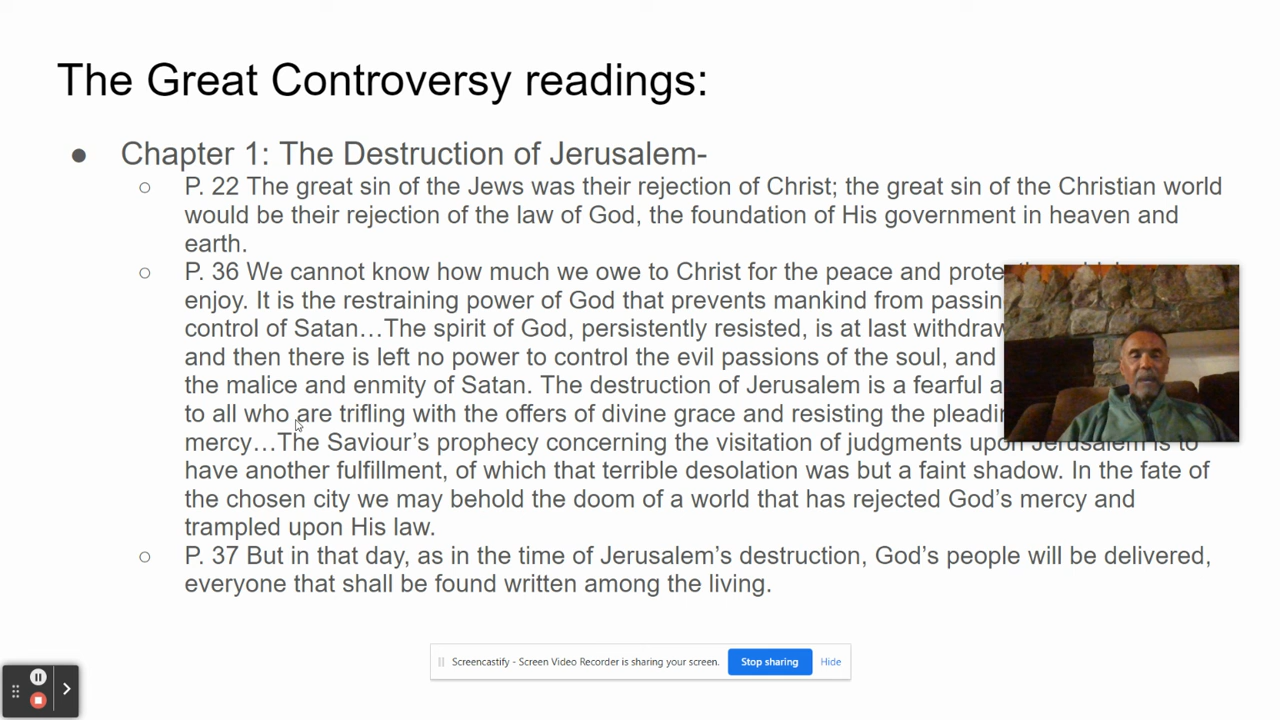 The Great Controversy readings:
● Chapter 1: The Destruction of Jerusalem-
○ P. 22 The great sin of the Jews was their rejection of Christ; the great sin of the Christian world
would be their rejection of the law of God, the foundation of His government in heaven and
earth.
○ P. 36 We cannot know how much we owe to Christ for the peace and
enjoy. It is the restraining power of God that prevents mankind from
control of Satan…The spirit of God, persistently resisted, is at last
and then there is left no power to control the evil passions of the soul, and
the malice and enmity of Satan. The destruction of Jerusalem is a fearful
to all who are trifling with the offers of divine grace and resisting the
mercy…The Saviour’s prophecy concerning the visitation of judgments upon Jerusalem is to
have another fulfillment, of which that terrible desolation was but a faint shadow. In the fate of
the chosen city we may behold the doom of a world that has rejected God’s mercy and
trampled upon His law.
○ P. 37 But in that day, as in the time of Jerusalem’s destruction, God’s people will be delivered,
everyone that shall be found written among the living.
Screencastify - Screen Video Recorder is sharing your screen. Stop sharing Hide